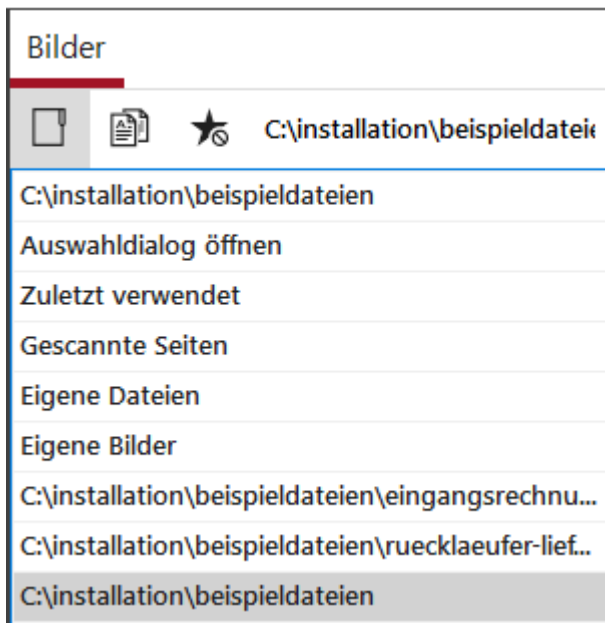 Bilder
C:\installation\beispieldateie
C:\installation\beispieldateien
Auswahldialog öffnen
Zuletzt verwendet
Gescannte Seiten
Eigene Dateien
Eigene Bilder
C:\installation\beispieldateien\eingangsrechnu...
C:\installation\beispieldateien\ruecklaeufer-lief...
C:\installation\beispieldateien